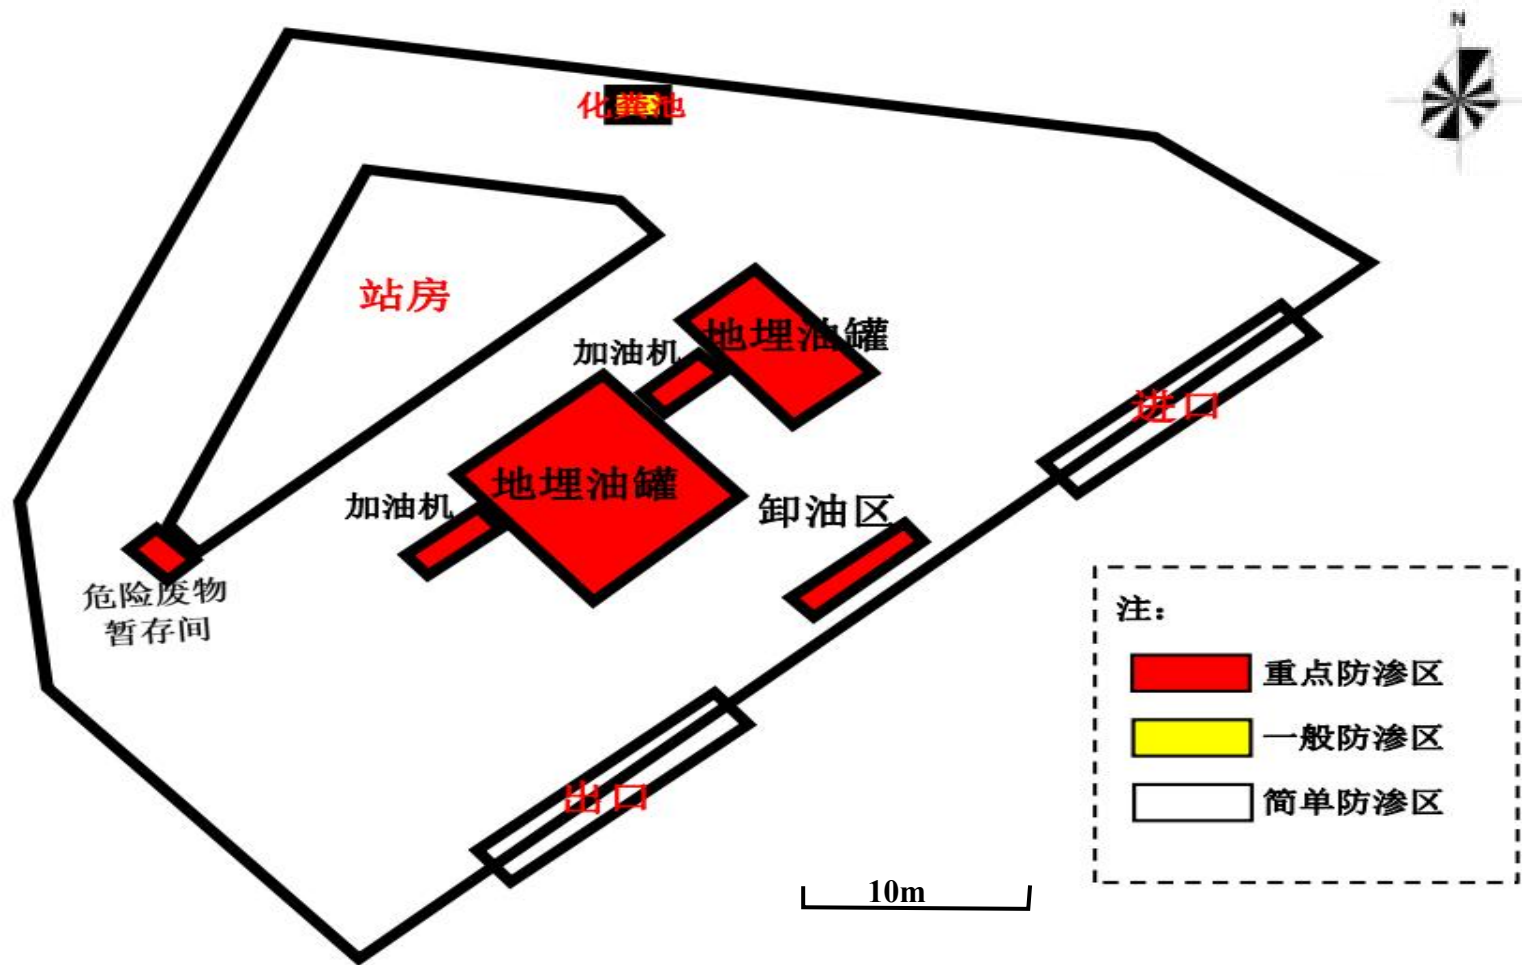 N
化粪池
站房
地埋油罐
加油机
进口
地埋油罐
加油机
卸油区
危险废物
暂存间
注：
重点防渗区
一般防渗区
简单防渗区
出口
10m